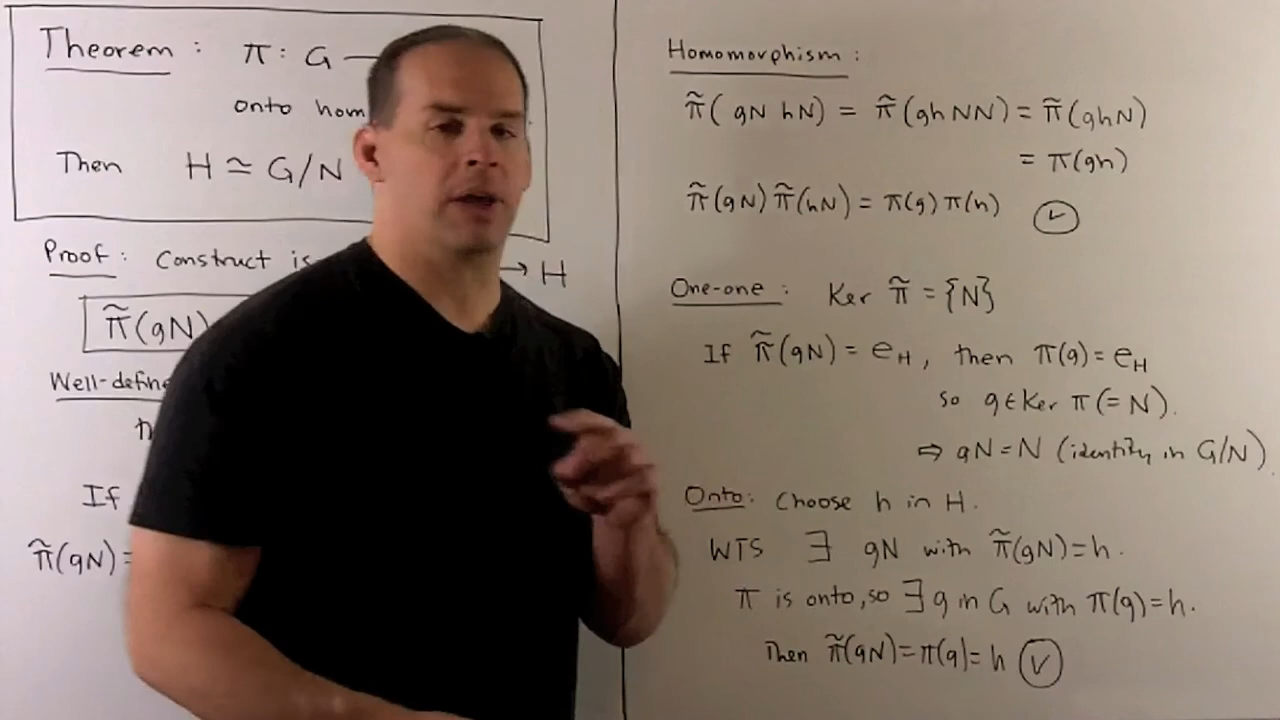 Theorem : π : G —
onto hom
Then H ≃ G/N
Proof : Construct is → H
π̃(gN)
Well-define
If
π̃(gN) =
Homomorphism :
π̃( gN hN) = π̃(gh NN) = π̃(ghN)
= π(gh)
π̃(gN) π̃(hN) = π(g) π(h) ✓
One-one : Ker π̃ = {N}
If π̃(gN) = e_H , then π(g) = e_H
so g ∈ Ker π (= N).
⇒ gN = N (identity in G/N).
Onto : Choose h in H.
WTS ∃ gN with π̃(gN) = h.
π is onto, so ∃ g in G with π(g) = h.
Then π̃(gN) = π(g) = h ✓